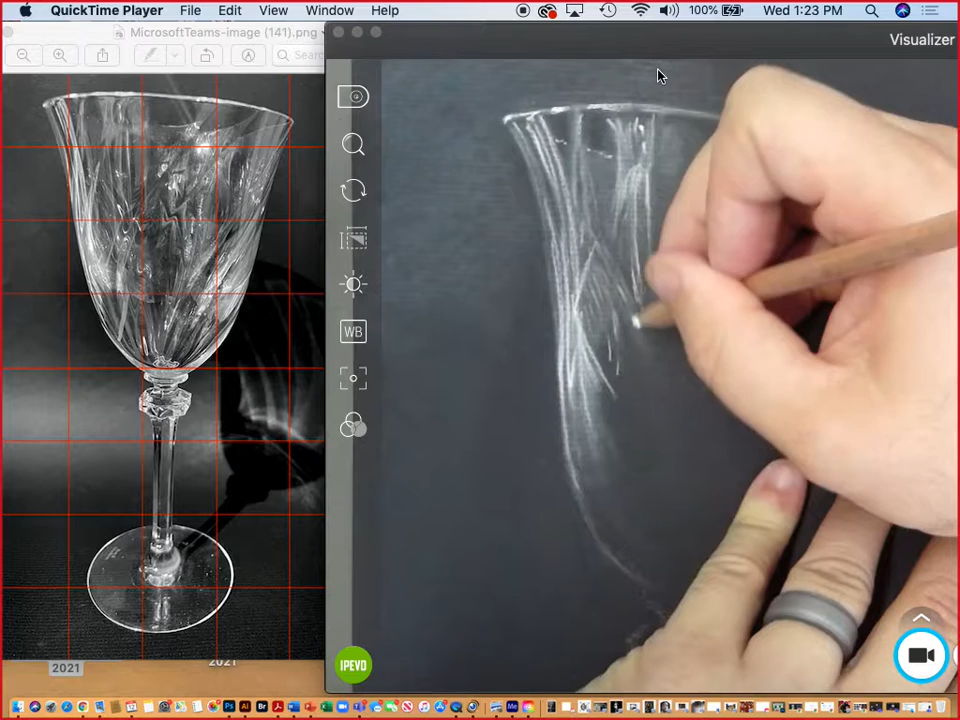 QuickTime Player File Edit View Window Help 100% Wed 1:23 PM
MicrosoftTeams-image (141).png
Search
Visualizer
WB
IPEVO
2021
2021